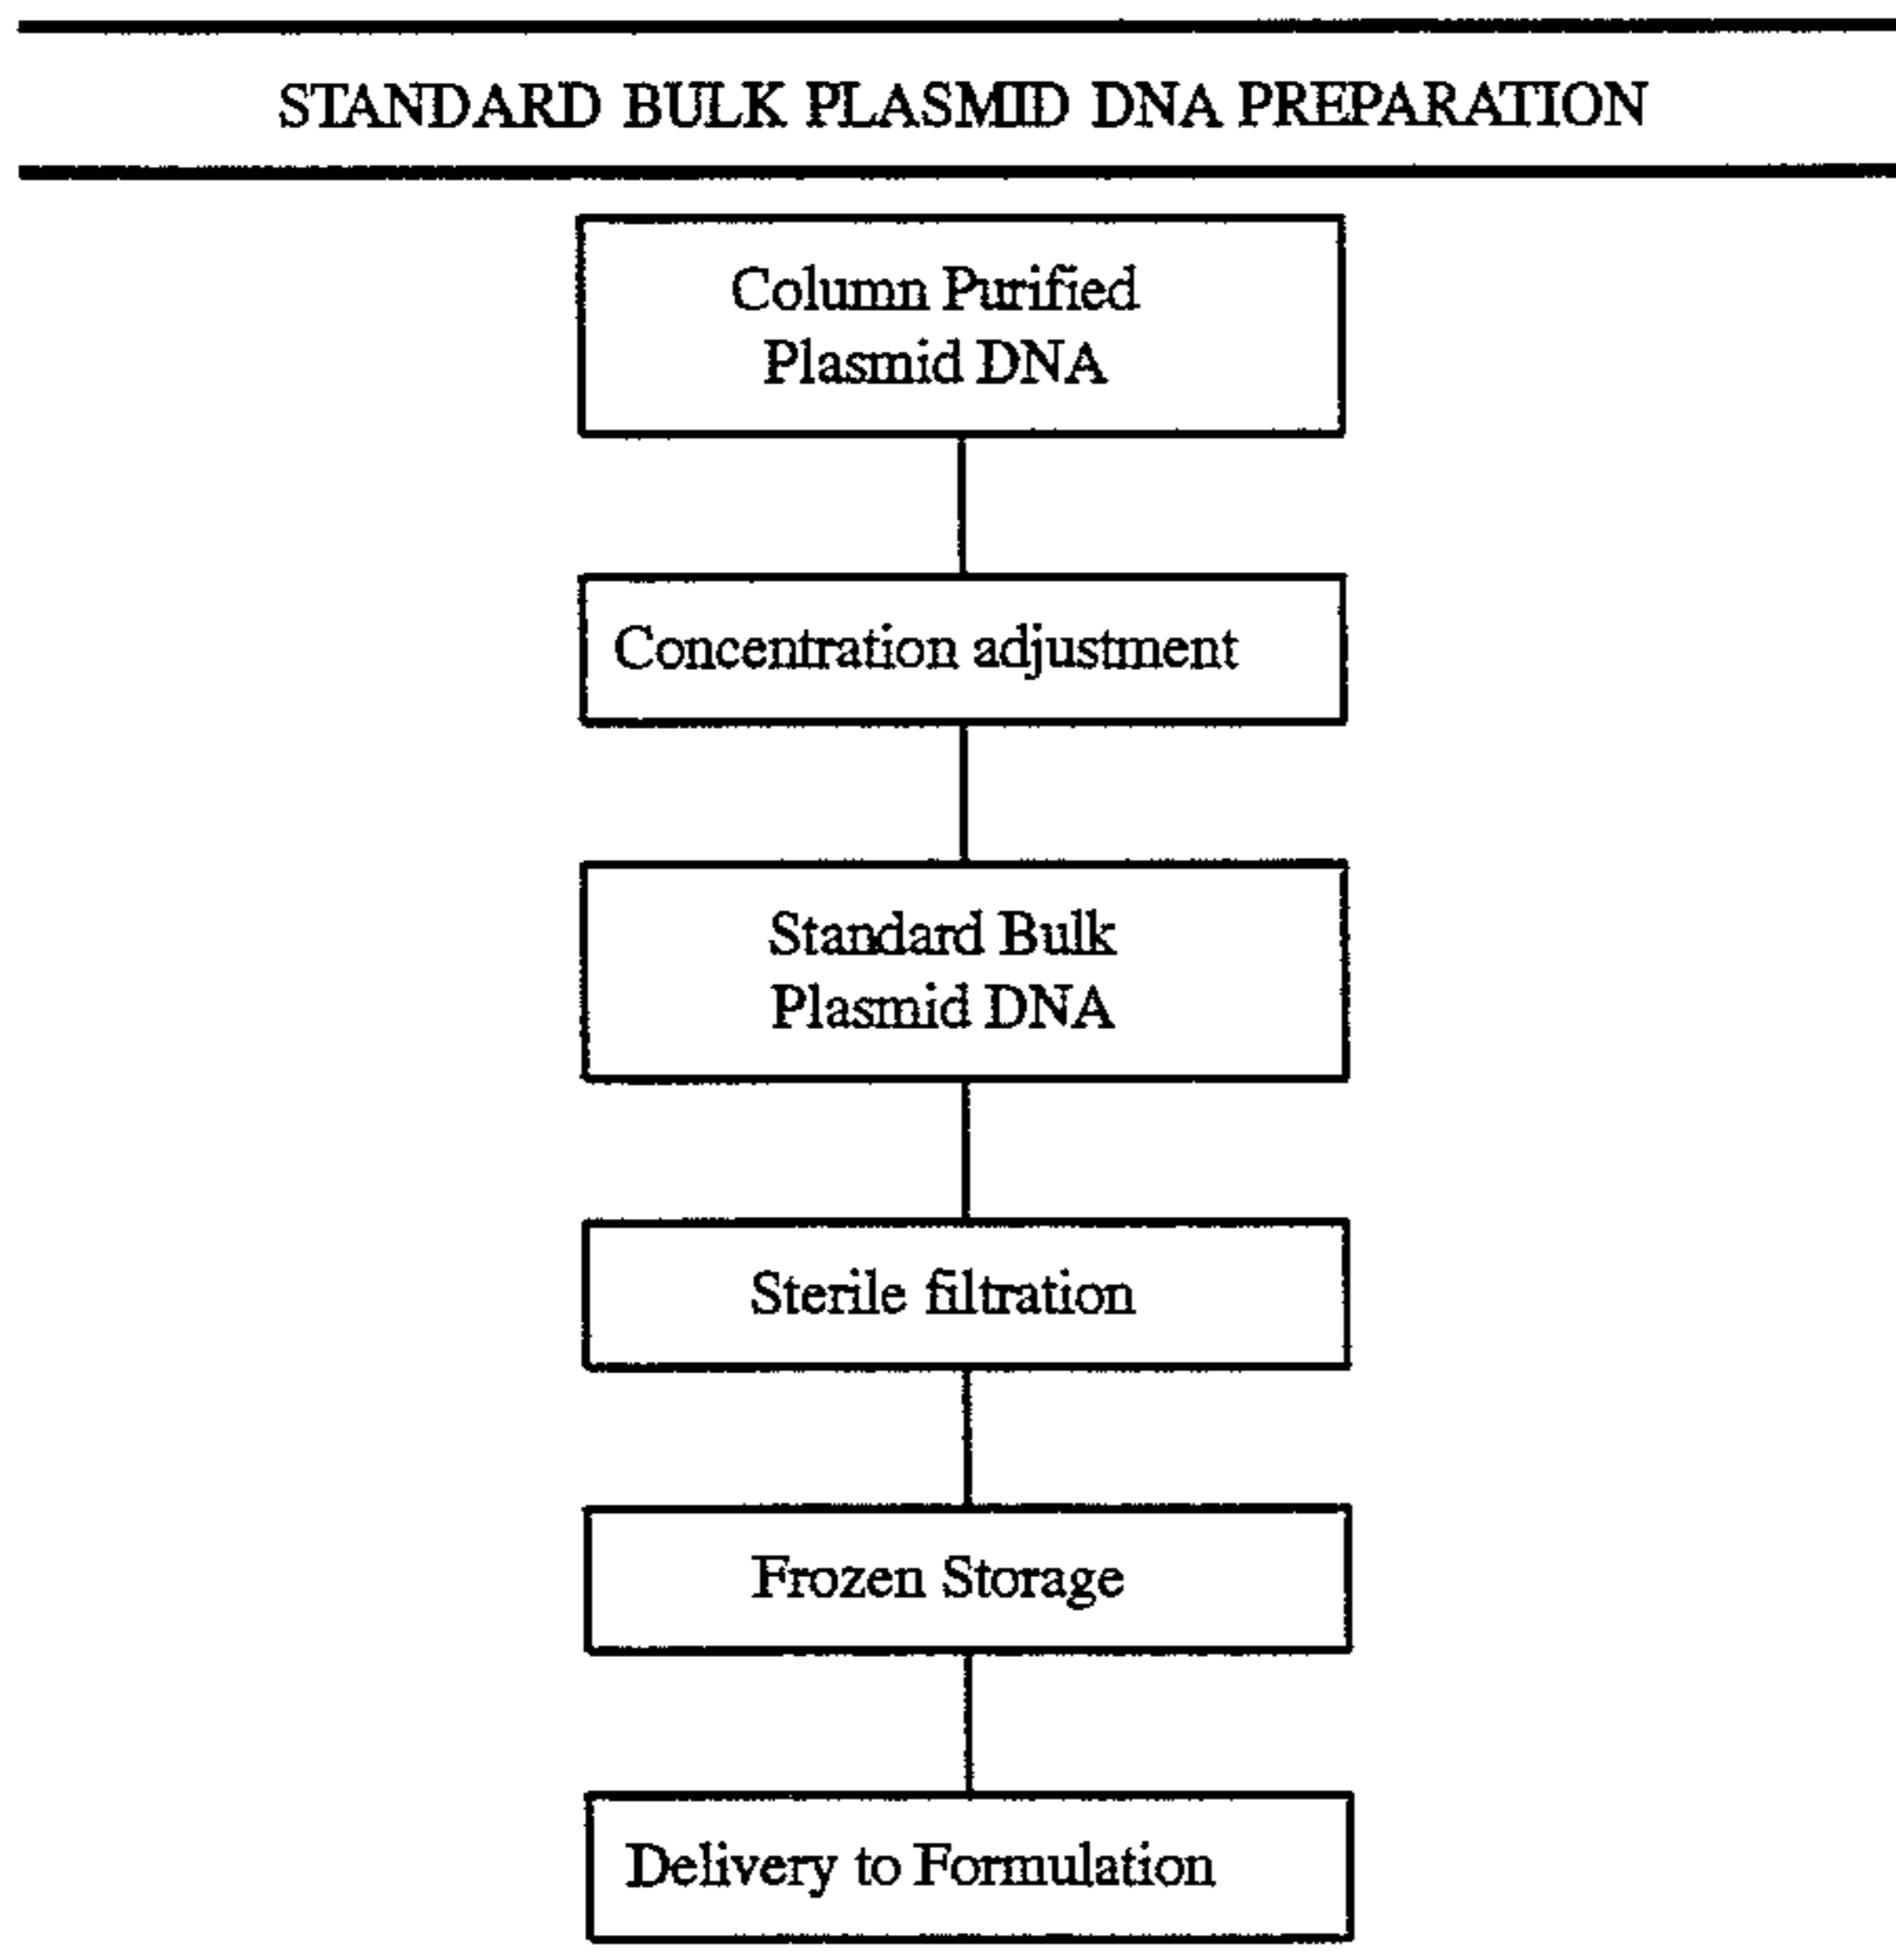 STANDARD BULK PLASMID DNA PREPARATION
Column Purified
Plasmid DNA
Concentration adjustment
Standard Bulk
Plasmid DNA
Sterile filtration
Frozen Storage
Delivery to Formulation